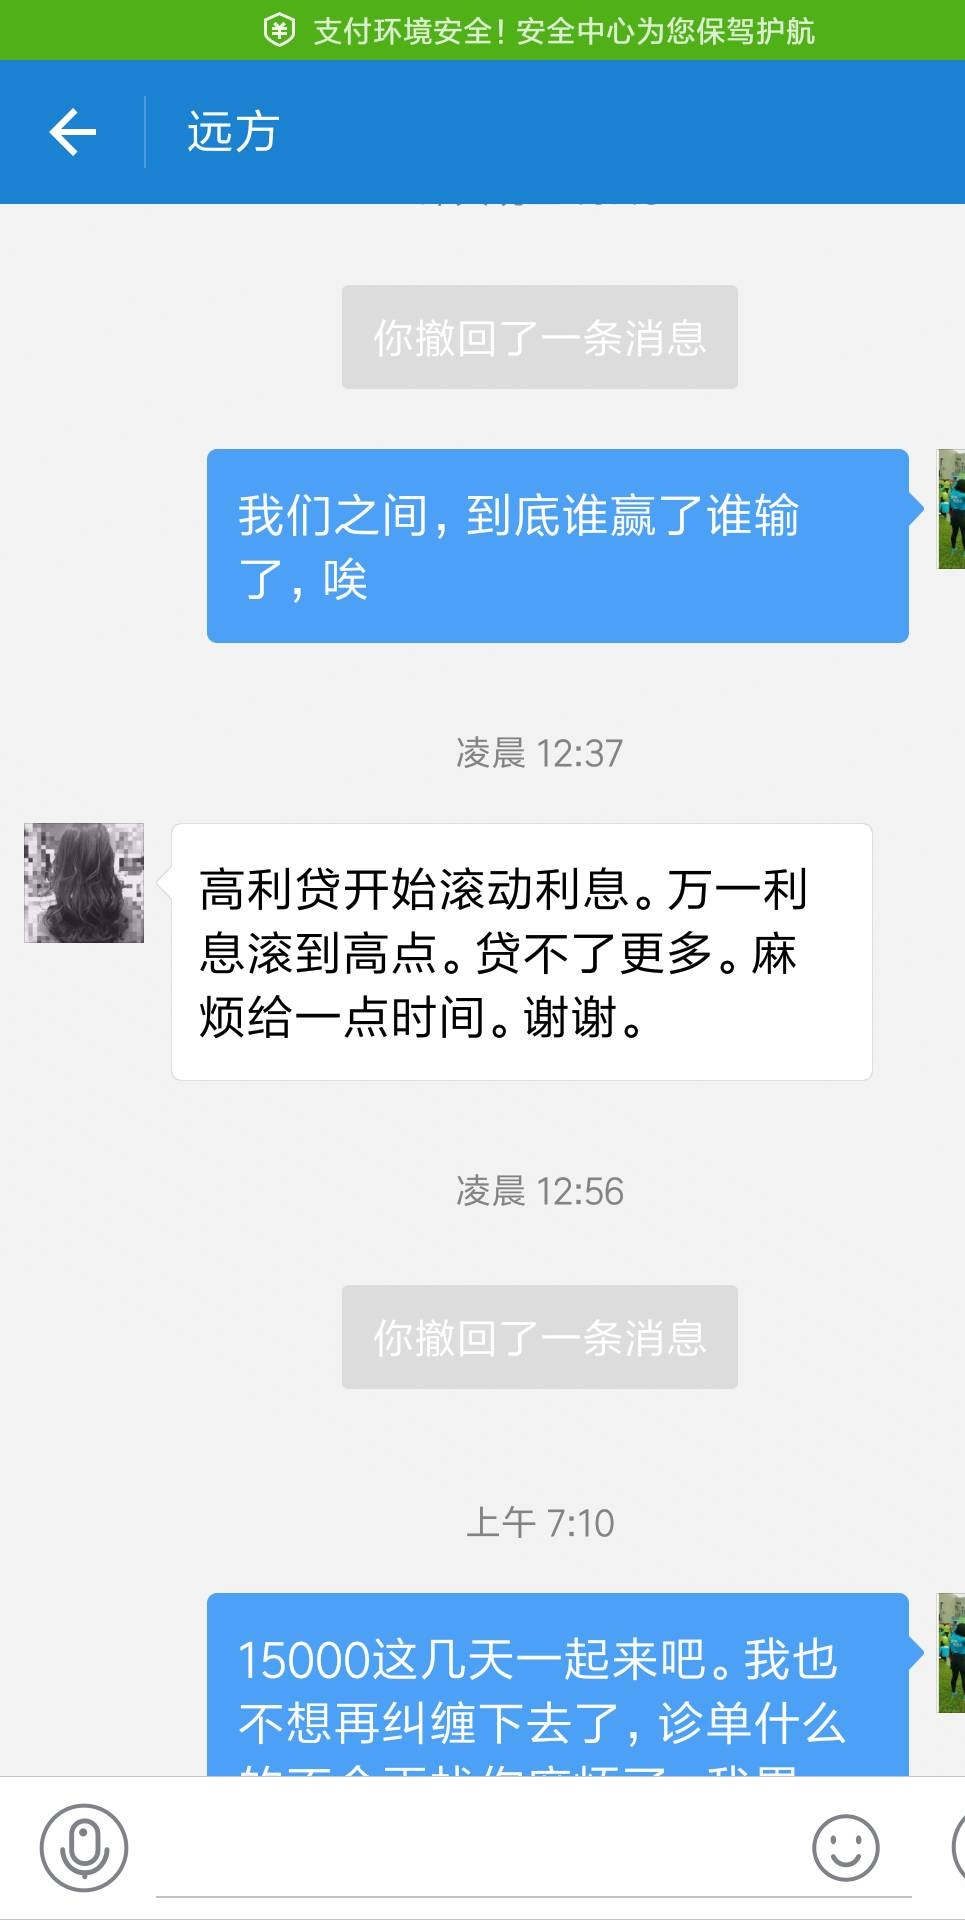 支付环境安全！安全中心为您保驾护航
远方
你撤回了一条消息
我们之间，到底谁赢了谁输
了，唉
凌晨 12:37
高利贷开始滚动利息。万一利
息滚到高点。贷不了更多。麻
烦给一点时间。谢谢。
凌晨 12:56
你撤回了一条消息
上午 7:10
15000这几天一起来吧。我也
不想再纠缠下去了，诊单什么